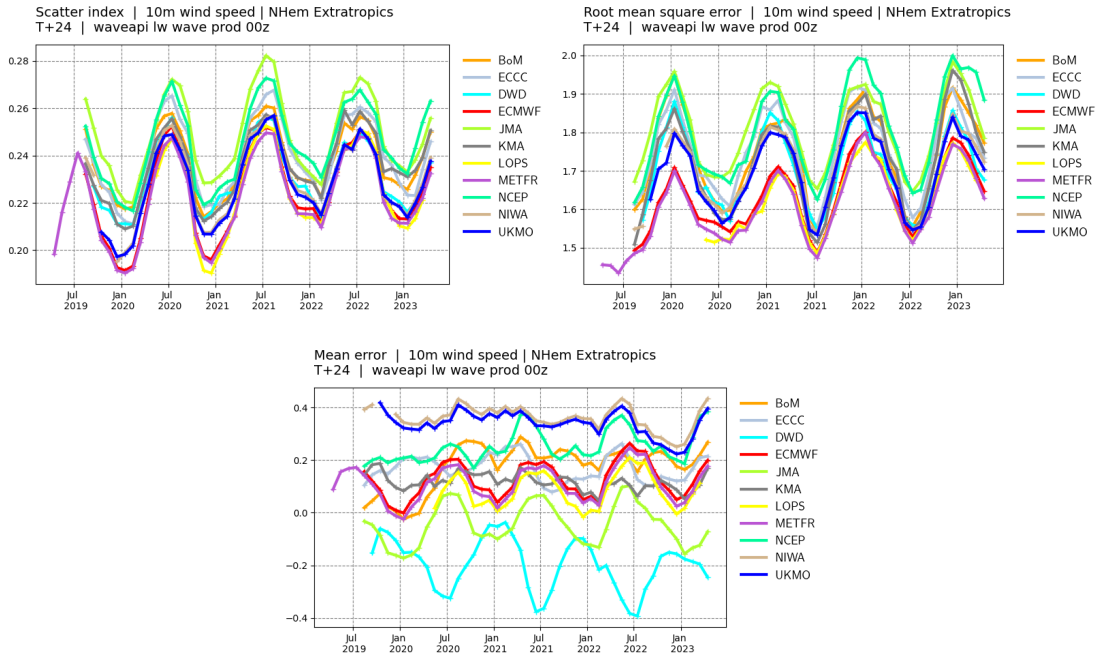 Scatter index | 10m wind speed | NHem Extratropics
T+24 | waveapi lw wave prod 00z
0.28
0.26
0.24
0.22
0.20
Jul 2019
Jan 2020
Jul 2020
Jan 2021
Jul 2021
Jan 2022
Jul 2022
Jan 2023
BoM
ECCC
DWD
ECMWF
JMA
KMA
LOPS
METFR
NCEP
NIWA
UKMO
Root mean square error | 10m wind speed | NHem Extratropics
T+24 | waveapi lw wave prod 00z
2.0
1.9
1.8
1.7
1.6
1.5
Jul 2019
Jan 2020
Jul 2020
Jan 2021
Jul 2021
Jan 2022
Jul 2022
Jan 2023
BoM
ECCC
DWD
ECMWF
JMA
KMA
LOPS
METFR
NCEP
NIWA
UKMO
Mean error | 10m wind speed | NHem Extratropics
T+24 | waveapi lw wave prod 00z
0.4
0.2
0.0
−0.2
−0.4
Jul 2019
Jan 2020
Jul 2020
Jan 2021
Jul 2021
Jan 2022
Jul 2022
Jan 2023
BoM
ECCC
DWD
ECMWF
JMA
KMA
LOPS
METFR
NCEP
NIWA
UKMO